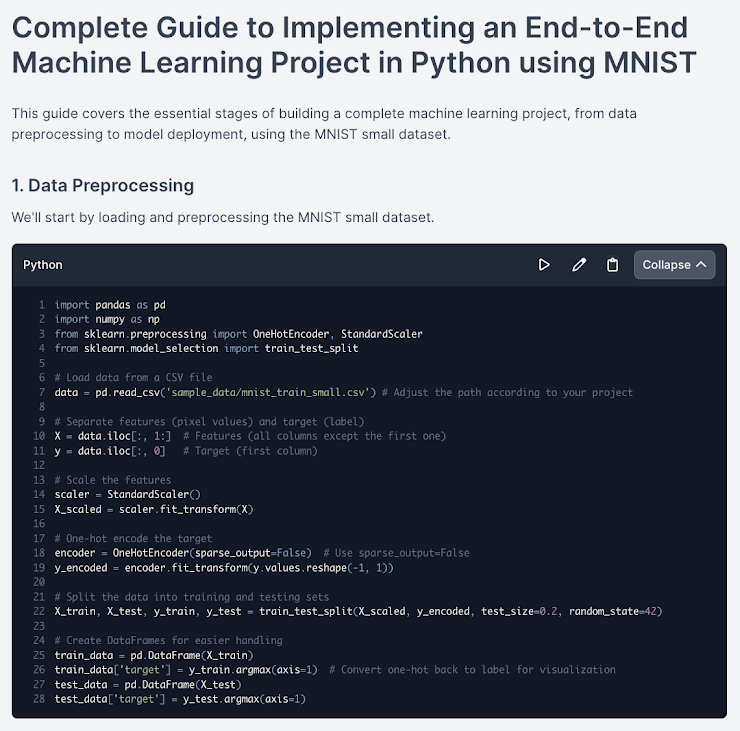 Complete Guide to Implementing an End-to-End
Machine Learning Project in Python using MNIST
This guide covers the essential stages of building a complete machine learning project, from data
preprocessing to model deployment, using the MNIST small dataset.
1. Data Preprocessing
We'll start by loading and preprocessing the MNIST small dataset.
Python
Collapse
1 import pandas as pd
2 import numpy as np
3 from sklearn.preprocessing import OneHotEncoder, StandardScaler
4 from sklearn.model_selection import train_test_split
5
6 # Load data from a CSV file
7 data = pd.read_csv('sample_data/mnist_train_small.csv') # Adjust the path according to your project
8
9 # Separate features (pixel values) and target (label)
10 X = data.iloc[:, 1:]  # Features (all columns except the first one)
11 y = data.iloc[:, 0]   # Target (first column)
12
13 # Scale the features
14 scaler = StandardScaler()
15 X_scaled = scaler.fit_transform(X)
16
17 # One-hot encode the target
18 encoder = OneHotEncoder(sparse_output=False)  # Use sparse_output=False
19 y_encoded = encoder.fit_transform(y.values.reshape(-1, 1))
20
21 # Split the data into training and testing sets
22 X_train, X_test, y_train, y_test = train_test_split(X_scaled, y_encoded, test_size=0.2, random_state=42)
23
24 # Create DataFrames for easier handling
25 train_data = pd.DataFrame(X_train)
26 train_data['target'] = y_train.argmax(axis=1)  # Convert one-hot back to label for visualization
27 test_data = pd.DataFrame(X_test)
28 test_data['target'] = y_test.argmax(axis=1)